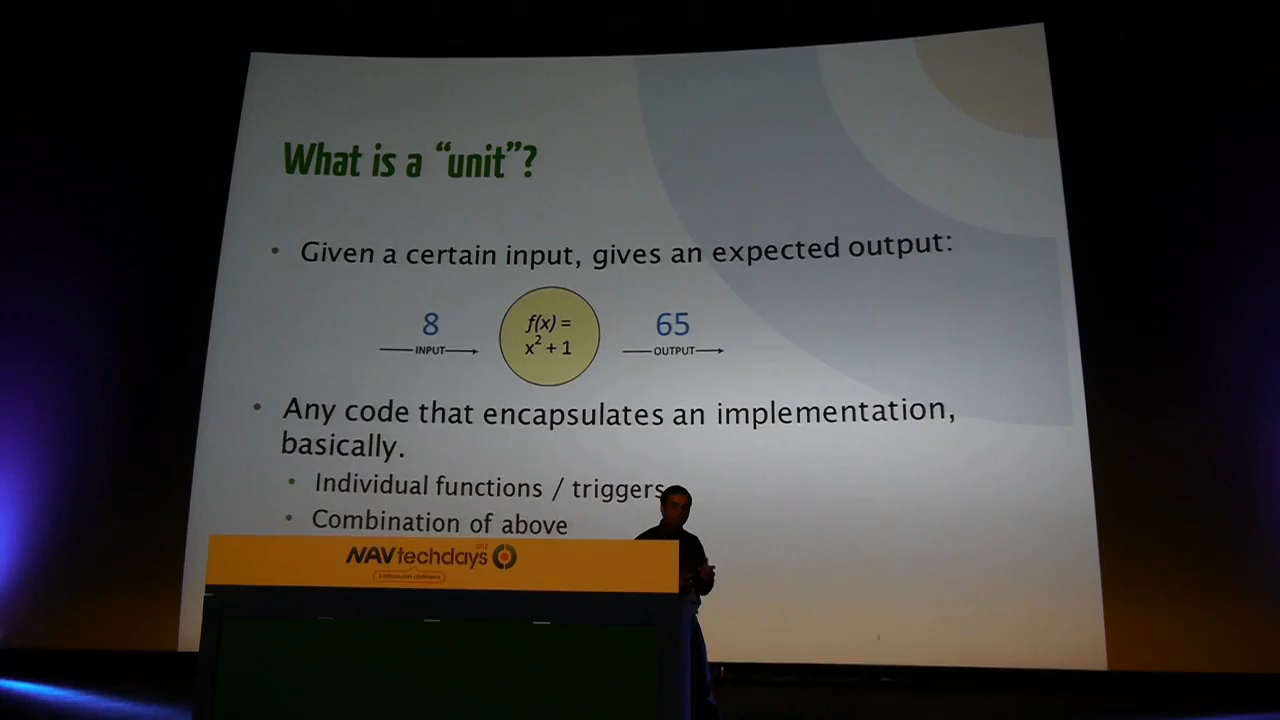 What is a “unit”?
• Given a certain input, gives an expected output:
8
INPUT
f(x) =
x² + 1
65
OUTPUT
• Any code that encapsulates an implementation,
basically.
• Individual functions / triggers
• Combination of above
NAVtechdays